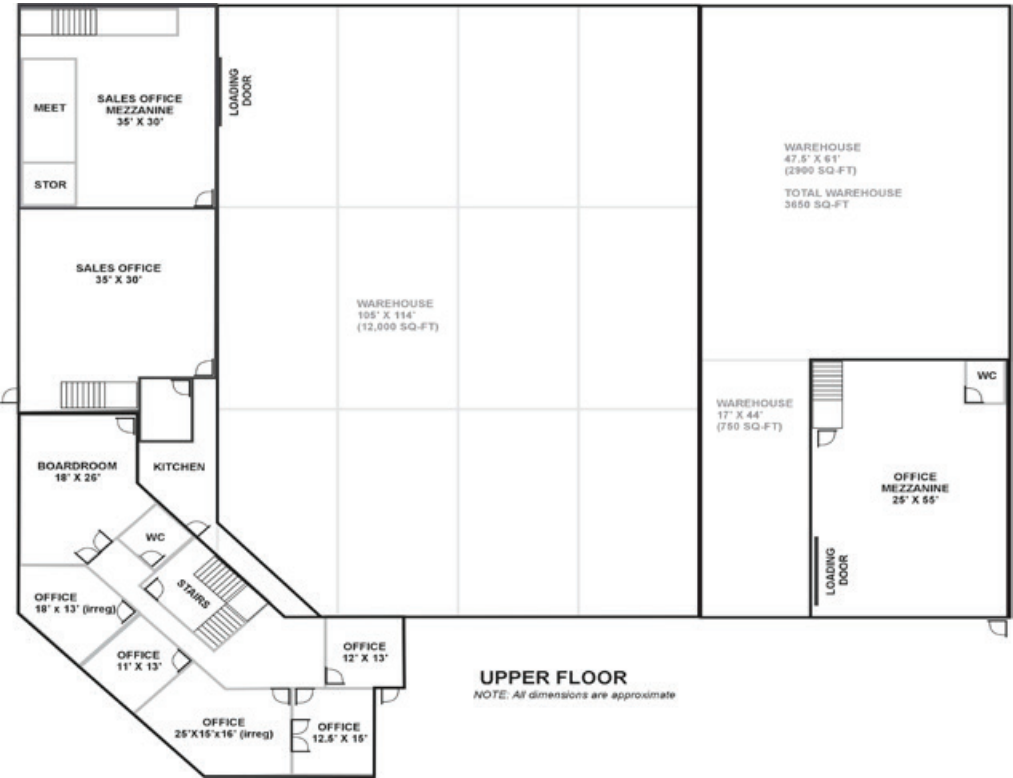 MEET
SALES OFFICE
MEZZANINE
35' X 30'
STOR
LOADING
DOOR
WAREHOUSE
47.5' X 61'
(2900 SQ-FT)
TOTAL WAREHOUSE
3650 SQ-FT
SALES OFFICE
35' X 30'
WAREHOUSE
105' X 114'
(12,000 SQ-FT)
WC
WAREHOUSE
17' X 44'
(750 SQ-FT)
BOARDROOM
18' X 26'
KITCHEN
OFFICE
MEZZANINE
25' X 55'
WC
LOADING
DOOR
STAIRS
OFFICE
18' x 13' (irreg)
OFFICE
11' X 13'
OFFICE
12' X 13'
UPPER FLOOR
NOTE: All dimensions are approximate
OFFICE
25'X15'x16' (irreg)
OFFICE
12.5' X 15'